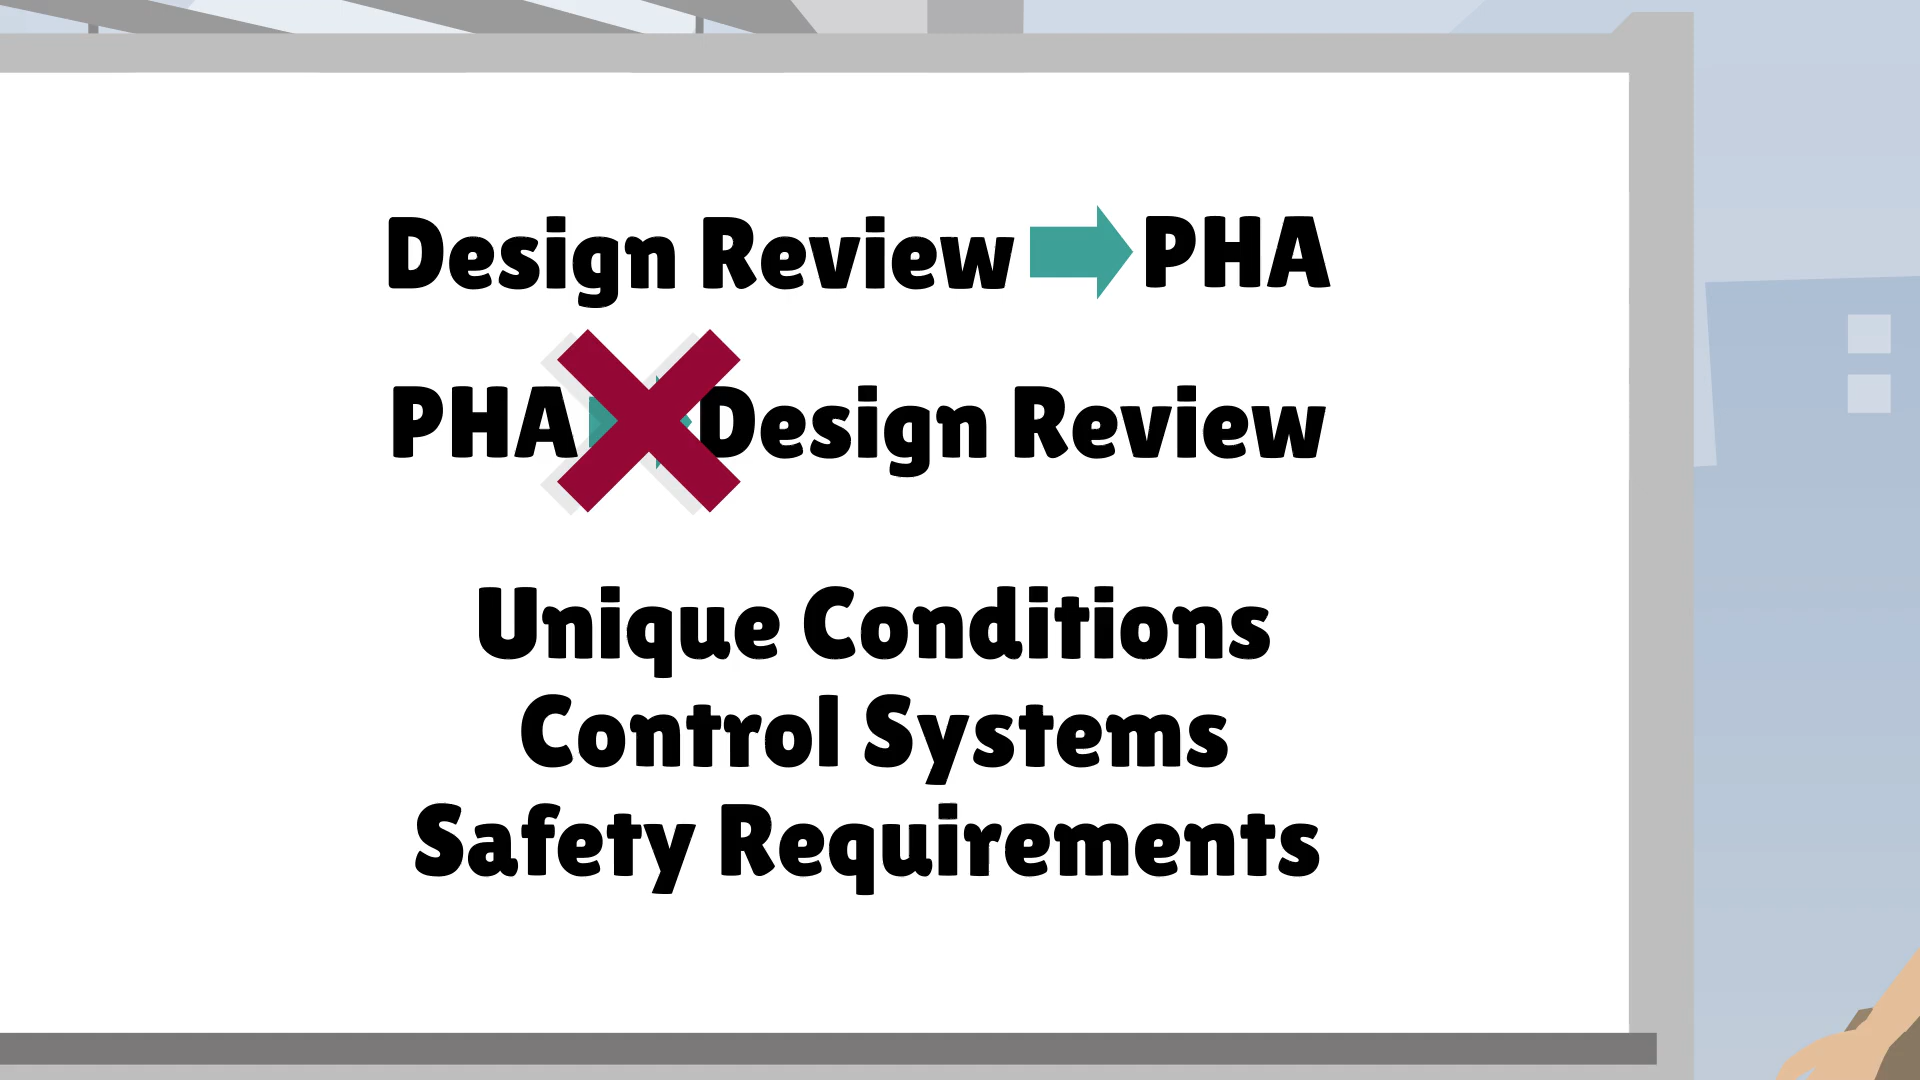 Design Review PHA
PHA Design Review
Unique Conditions
Control Systems
Safety Requirements